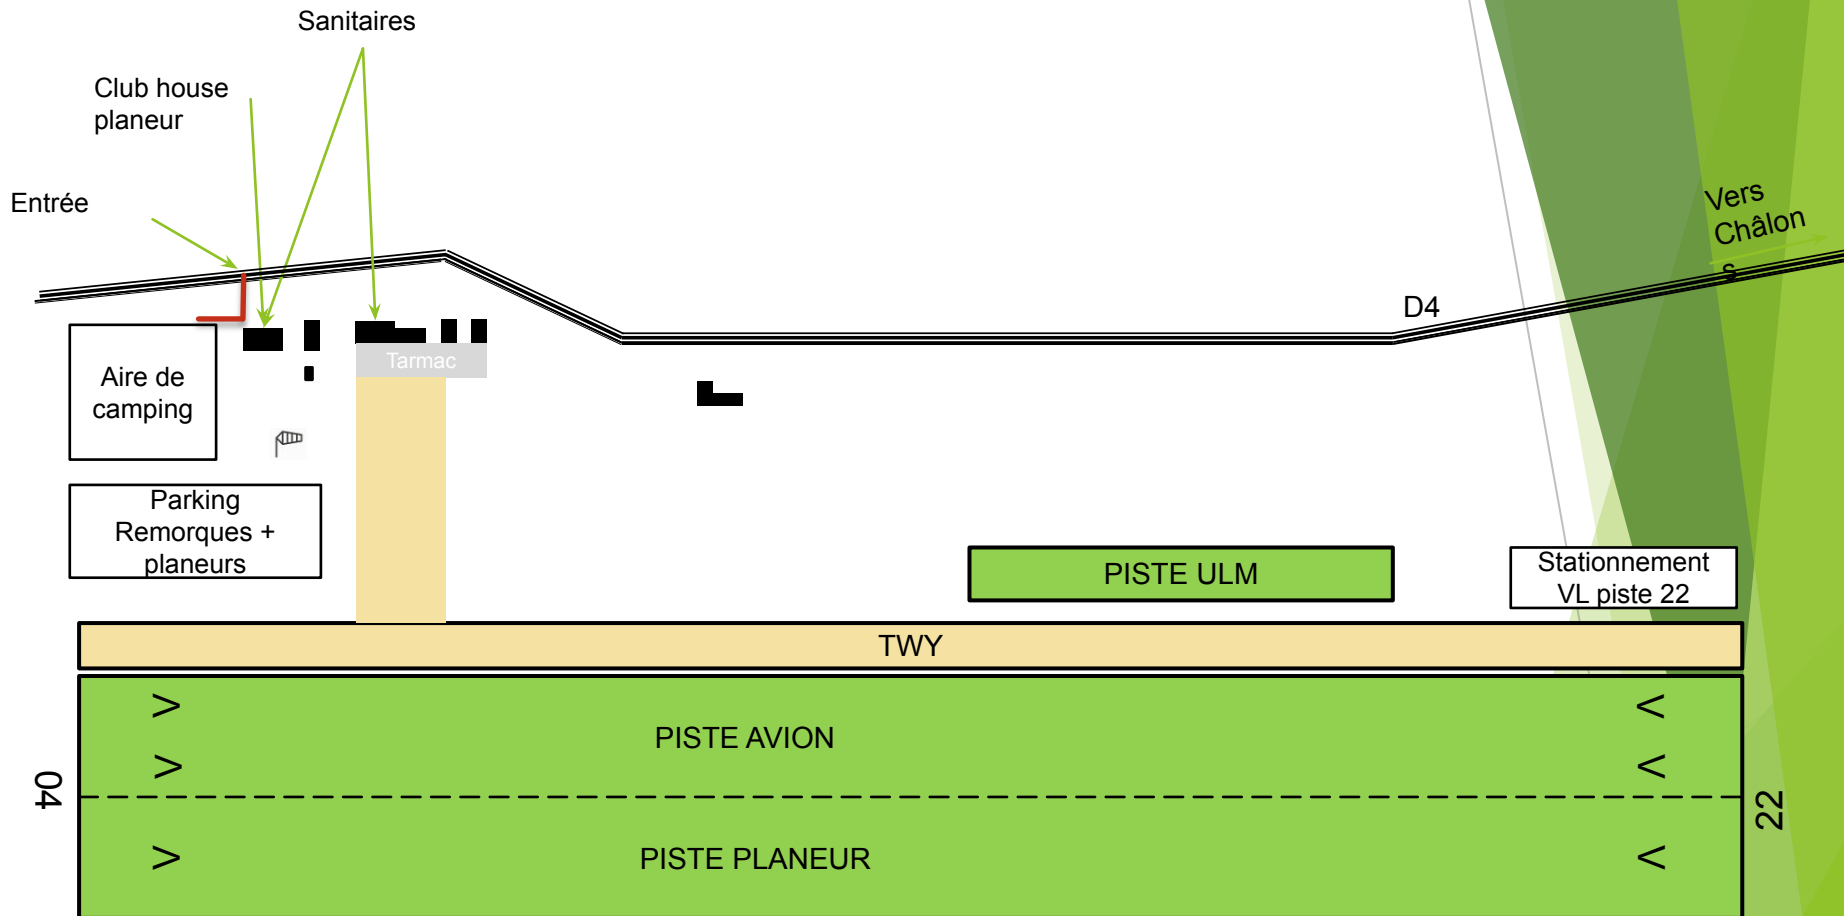 Sanitaires
Club house
planeur
Entrée
Vers
Châlon
s
D4
Tarmac
Aire de
camping
Parking
Remorques +
planeurs
PISTE ULM
Stationnement
VL piste 22
TWY
> <
PISTE AVION
> <
04
22
> <
PISTE PLANEUR